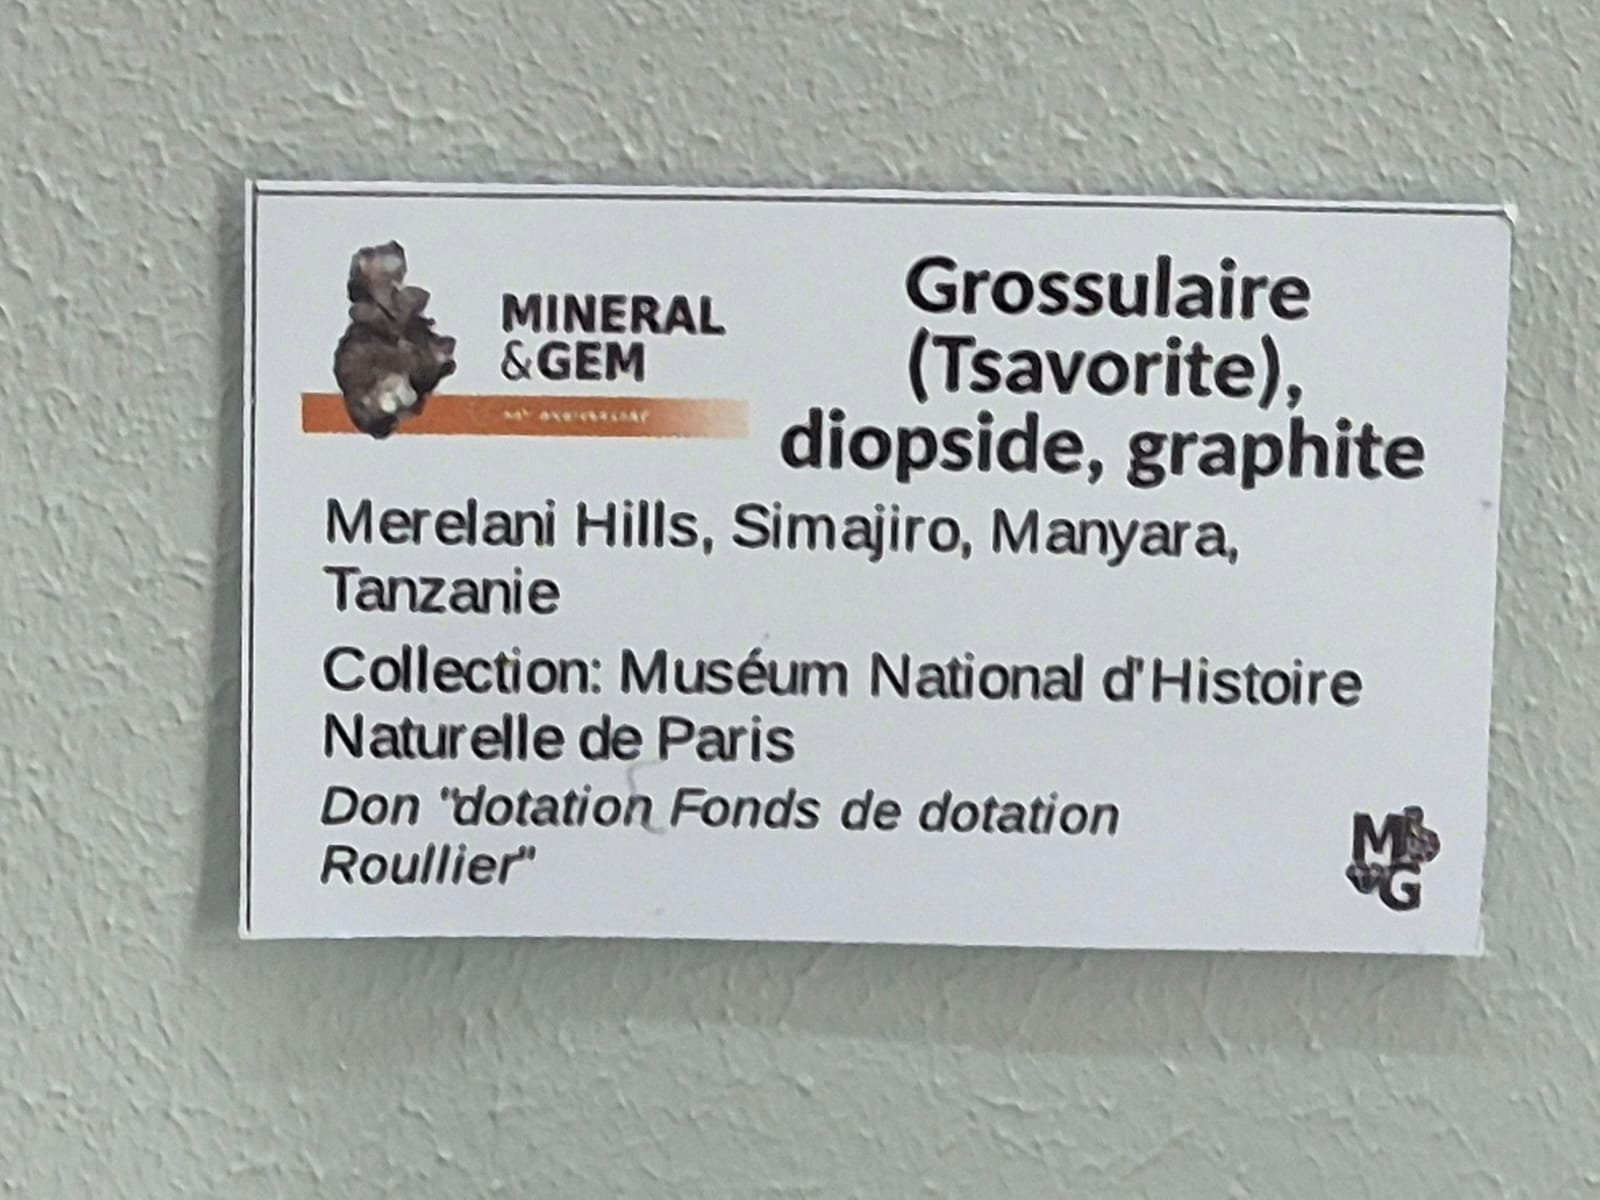 MINERAL
&GEM
Grossulaire
(Tsavorite),
diopside, graphite
Merelani Hills, Simajiro, Manyara,
Tanzanie
Collection: Muséum National d'Histoire
Naturelle de Paris
Don "dotation Fonds de dotation
Roullier"
M
G